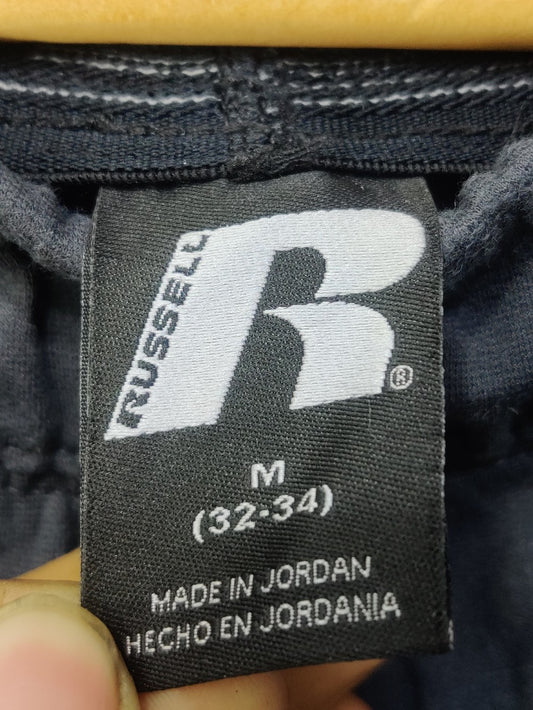 RUSSELL
R
®
M
(32-34)
MADE IN JORDAN
HECHO EN JORDANIA